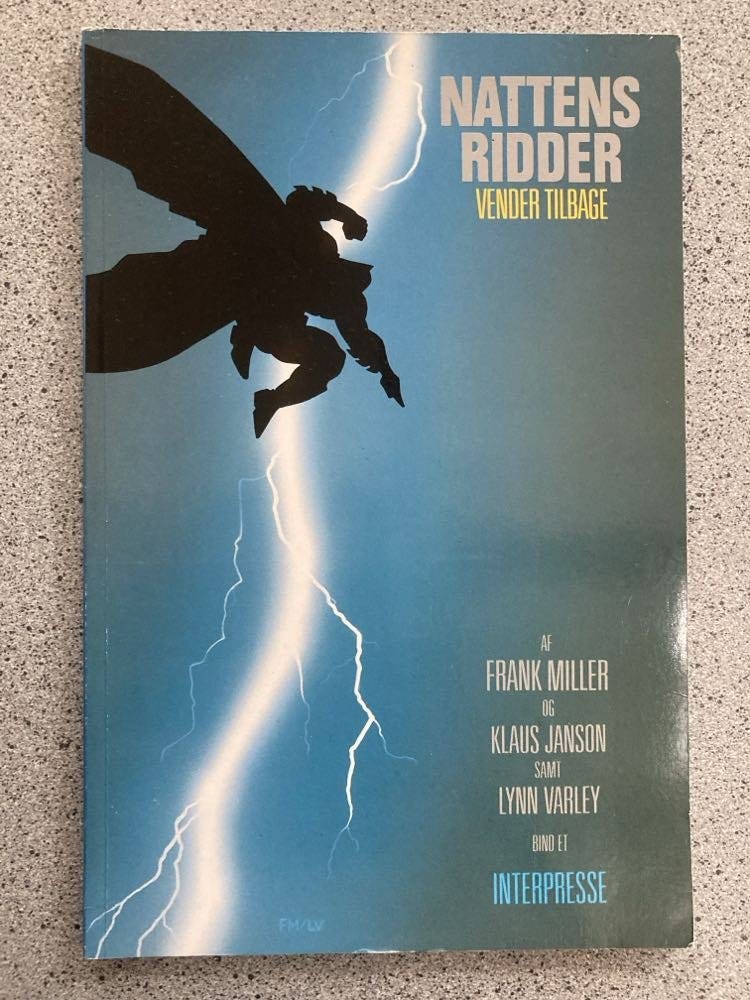 NATTENS
RIDDER
VENDER TILBAGE
AF
FRANK MILLER
OG
KLAUS JANSON
SAMT
LYNN VARLEY
BIND ET
INTERPRESSE
FM/LV